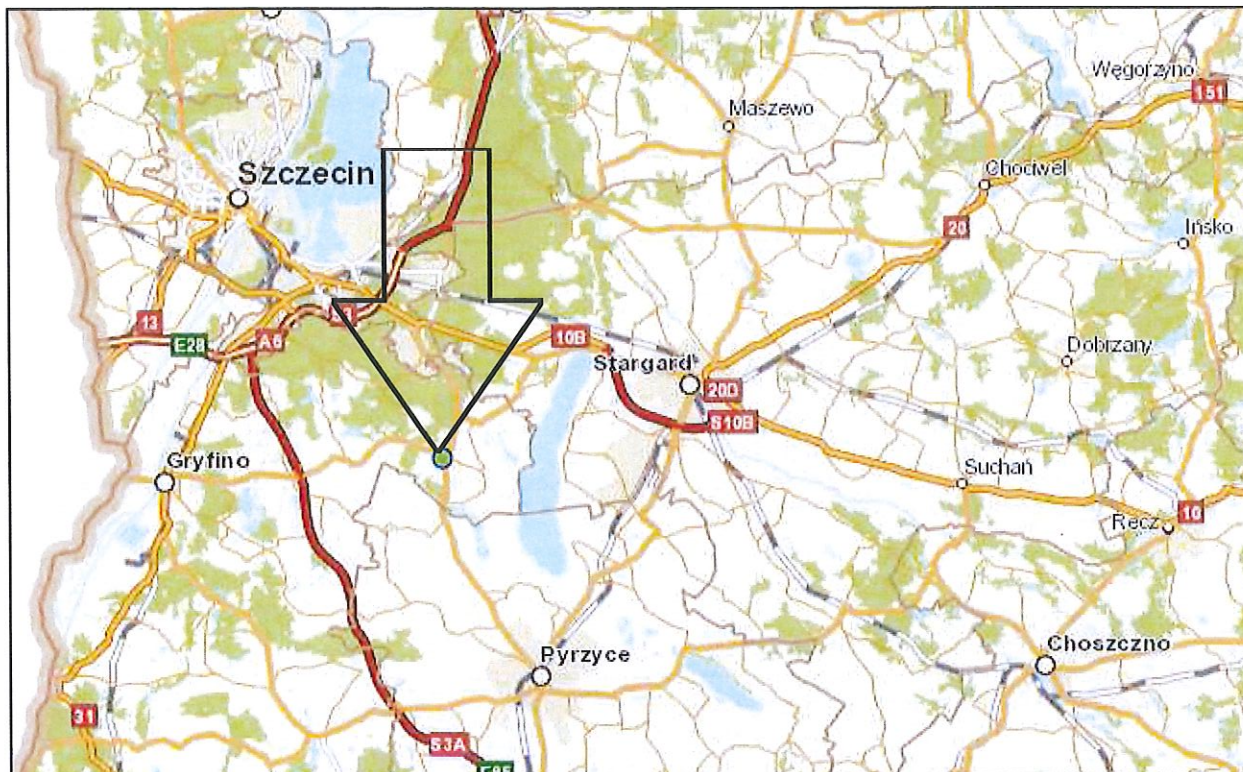 Węgorzyno
151
Maszewo
Szczecin
Chociwel
20
Ińsko
13
E28
A6
10B
Stargard
Dobrzany
20D
S10B
Gryfino
Suchań
10
Recz
Pyrzyce
Choszczno
31
S3A